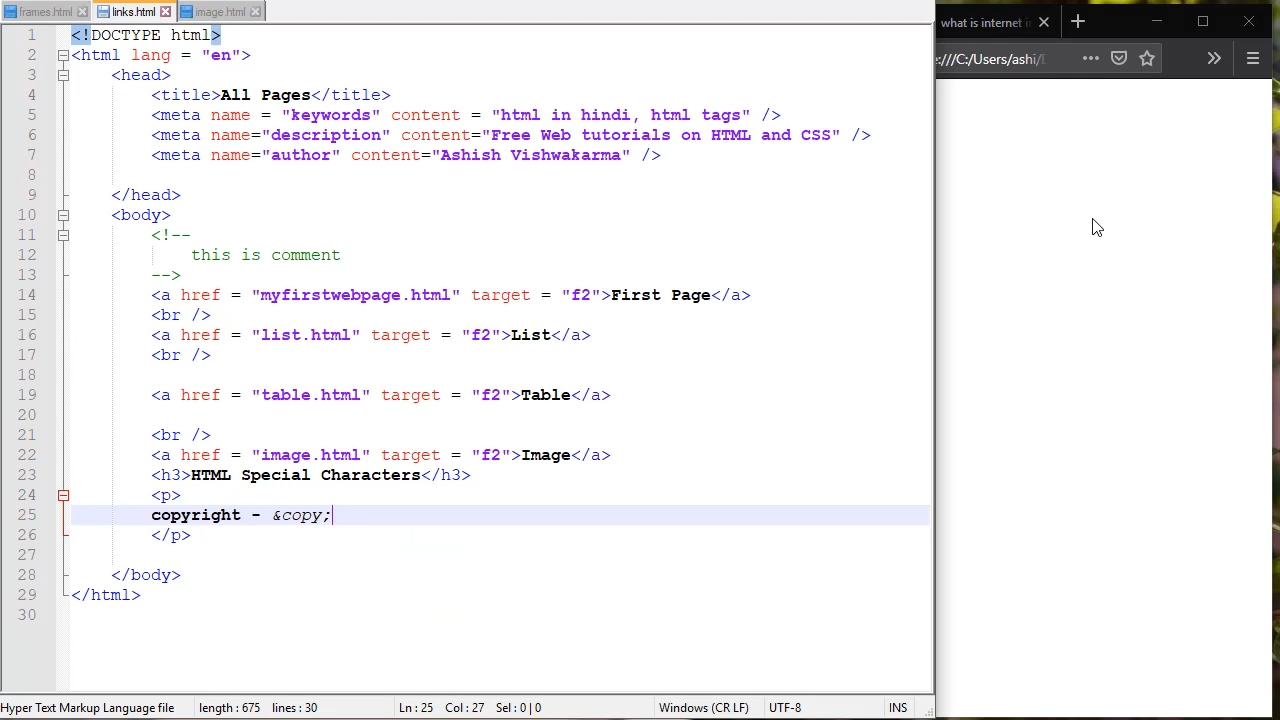 frames.html links.html image.html
what is internet i
:///C:/Users/ashi/
1 <!DOCTYPE html>
2 <html lang = "en">
3 <head>
4 <title>All Pages</title>
5 <meta name = "keywords" content = "html in hindi, html tags" />
6 <meta name="description" content="Free Web tutorials on HTML and CSS" />
7 <meta name="author" content="Ashish Vishwakarma" />
8
9 </head>
10 <body>
11 <!--
12 this is comment
13 -->
14 <a href = "myfirstwebpage.html" target = "f2">First Page</a>
15 <br />
16 <a href = "list.html" target = "f2">List</a>
17 <br />
18
19 <a href = "table.html" target = "f2">Table</a>
20
21 <br />
22 <a href = "image.html" target = "f2">Image</a>
23 <h3>HTML Special Characters</h3>
24 <p>
25 copyright - &copy;
26 </p>
27
28 </body>
29 </html>
30
Hyper Text Markup Language file length : 675 lines : 30 Ln : 25 Col : 27 Sel : 0 | 0 Windows (CR LF) UTF-8 INS